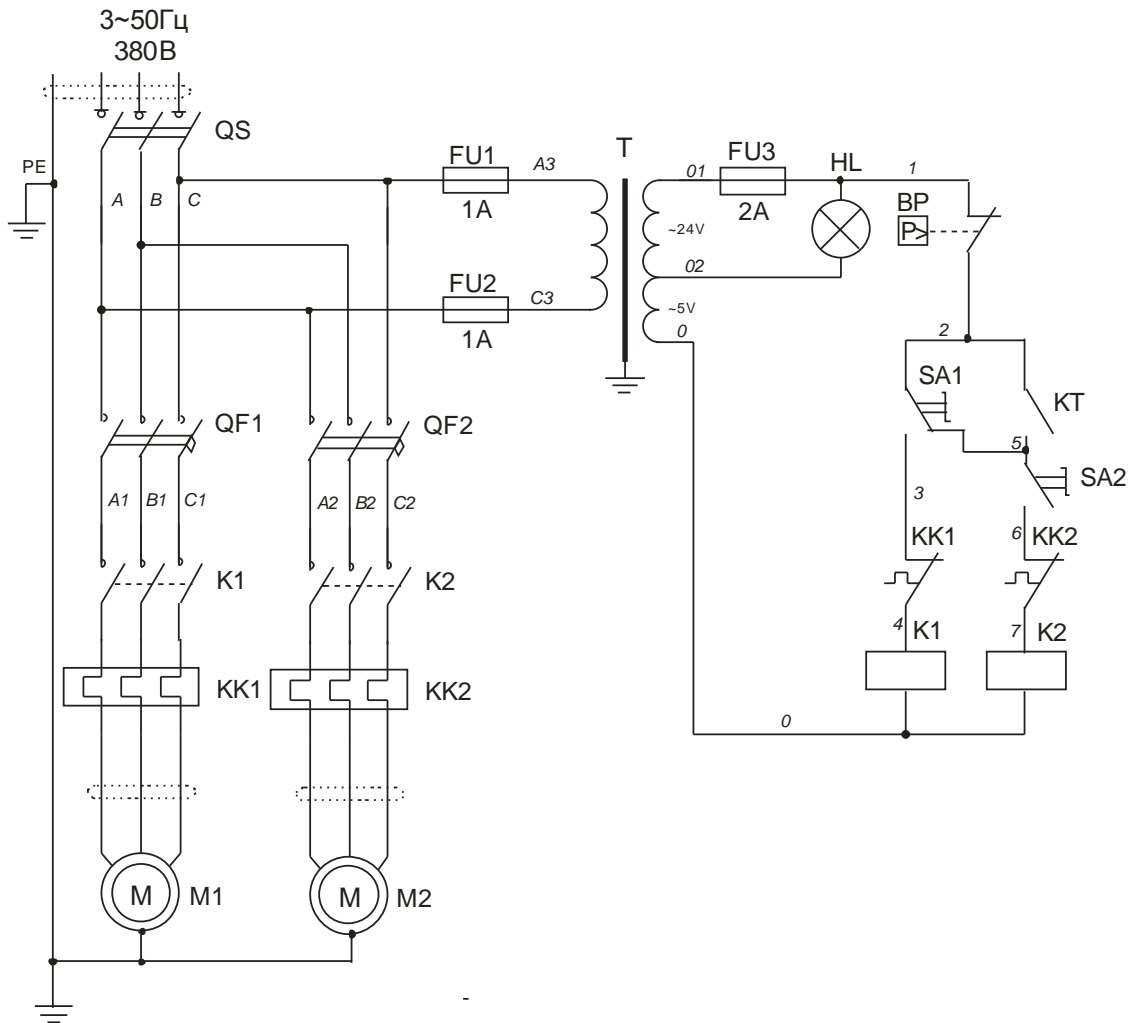 3~50Гц
380В
QS
PE
A B C
FU1
1A
A3
T
01
FU3
2A
HL
1
BP
P>
~24V
02
FU2
1A
C3
~5V
0
2
SA1
KT
QF1
QF2
5
SA2
A1 B1 C1
A2 B2 C2
3
6
KK1
KK2
K1
K2
4
K1
7
K2
KK1
KK2
0
M
M1
M
M2
-